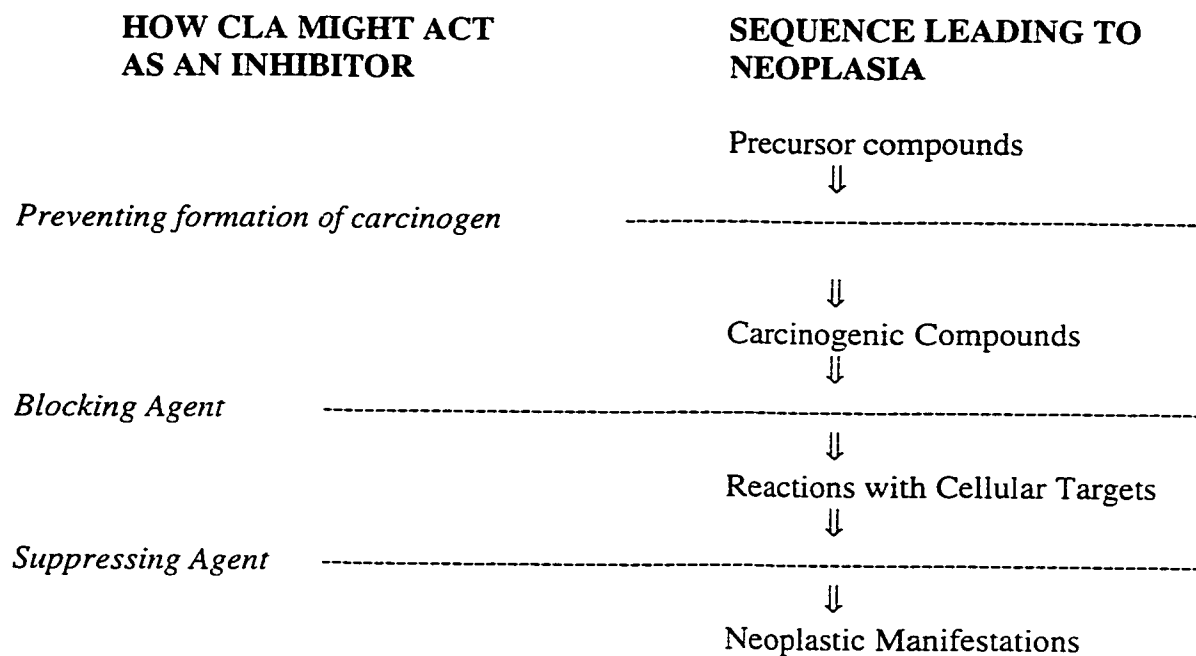 HOW CLA MIGHT ACT
AS AN INHIBITOR
SEQUENCE LEADING TO
NEOPLASIA
Precursor compounds
⇓
Preventing formation of carcinogen
⇓
Carcinogenic Compounds
⇓
Blocking Agent
⇓
Reactions with Cellular Targets
⇓
Suppressing Agent
⇓
Neoplastic Manifestations